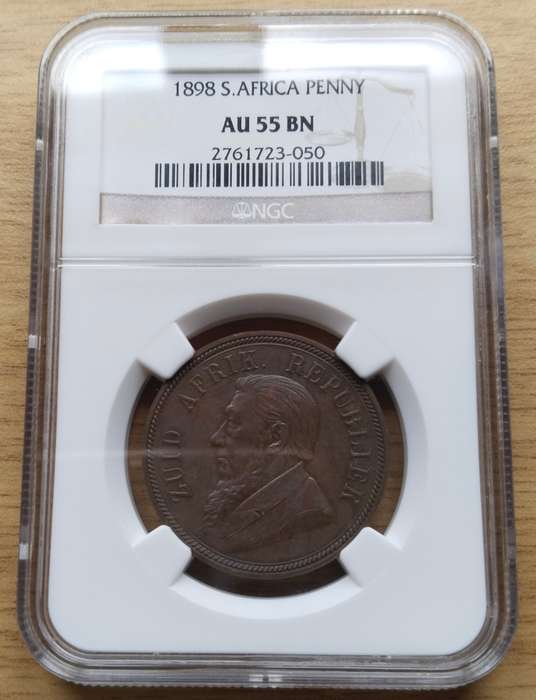 1898 S.AFRICA PENNY
AU 55 BN
2761723-050
NGC
ZUID AFRIK. REPUBLIEK